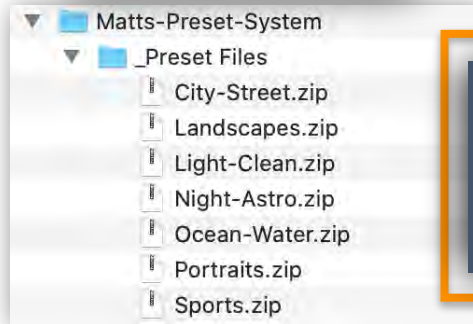 Matts-Preset-System
_Preset Files
City-Street.zip
Landscapes.zip
Light-Clean.zip
Night-Astro.zip
Ocean-Water.zip
Portraits.zip
Sports.zip